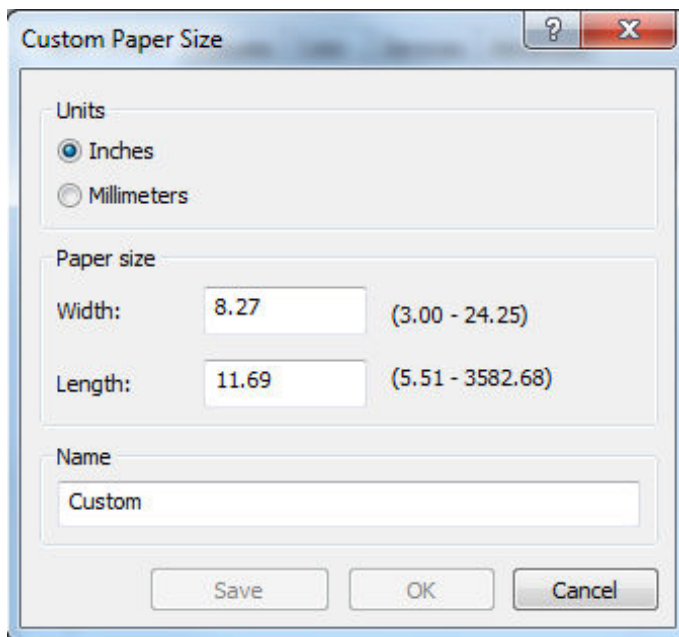 Custom Paper Size
?
X
Units
Inches
Millimeters
Paper size
Width: 8.27 (3.00 - 24.25)
Length: 11.69 (5.51 - 3582.68)
Name
Custom
Save OK Cancel